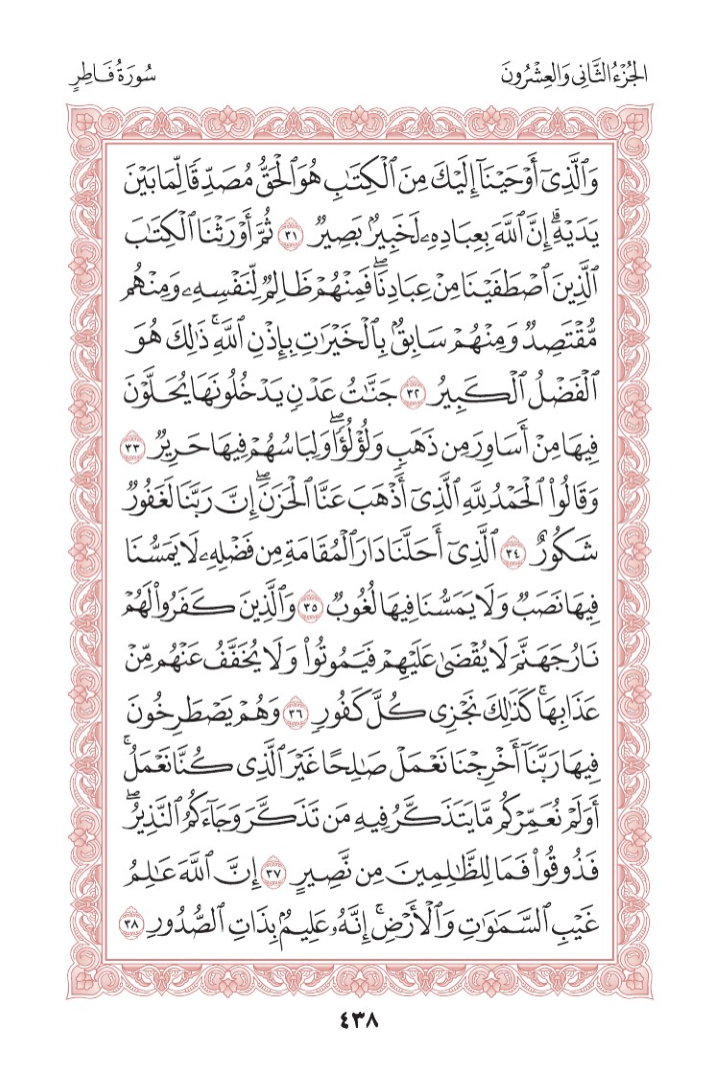 الجُزْءُ الثَّانِى وَالعِشْرُونَ
سُورَةُ فَاطِرٍ
وَٱلَّذِىٓ أَوْحَيْنَآ إِلَيْكَ مِنَ ٱلْكِتَٰبِ هُوَ ٱلْحَقُّ مُصَدِّقًا لِّمَا بَيْنَ
يَدَيْهِۗ إِنَّ ٱللَّهَ بِعِبَادِهِۦ لَخَبِيرٌۢ بَصِيرٌ ٣١ ثُمَّ أَوْرَثْنَا ٱلْكِتَٰبَ
ٱلَّذِينَ ٱصْطَفَيْنَا مِنْ عِبَادِنَاۖ فَمِنْهُمْ ظَالِمٌ لِّنَفْسِهِۦ وَمِنْهُم
مُّقْتَصِدٌ وَمِنْهُمْ سَابِقٌۢ بِٱلْخَيْرَٰتِ بِإِذْنِ ٱللَّهِۚ ذَٰلِكَ هُوَ
ٱلْفَضْلُ ٱلْكَبِيرُ ٣٢ جَنَّٰتُ عَدْنٍ يَدْخُلُونَهَا يُحَلَّوْنَ
فِيهَا مِنْ أَسَاوِرَ مِن ذَهَبٍ وَلُؤْلُؤًاۖ وَلِبَاسُهُمْ فِيهَا حَرِيرٌ ٣٣
وَقَالُوا۟ ٱلْحَمْدُ لِلَّهِ ٱلَّذِىٓ أَذْهَبَ عَنَّا ٱلْحَزَنَۖ إِنَّ رَبَّنَا لَغَفُورٌ
شَكُورٌ ٣٤ ٱلَّذِىٓ أَحَلَّنَا دَارَ ٱلْمُقَامَةِ مِن فَضْلِهِۦ لَا يَمَسُّنَا
فِيهَا نَصَبٌ وَلَا يَمَسُّنَا فِيهَا لُغُوبٌ ٣٥ وَٱلَّذِينَ كَفَرُوا۟ لَهُمْ
نَارُ جَهَنَّمَ لَا يُقْضَىٰ عَلَيْهِمْ فَيَمُوتُوا۟ وَلَا يُخَفَّفُ عَنْهُم مِّنْ
عَذَابِهَاۚ كَذَٰلِكَ نَجْزِى كُلَّ كَفُورٍ ٣٦ وَهُمْ يَصْطَرِخُونَ
فِيهَا رَبَّنَآ أَخْرِجْنَا نَعْمَلْ صَٰلِحًا غَيْرَ ٱلَّذِى كُنَّا نَعْمَلُۚ
أَوَلَمْ نُعَمِّرْكُم مَّا يَتَذَكَّرُ فِيهِ مَن تَذَكَّرَ وَجَآءَكُمُ ٱلنَّذِيرُۖ
فَذُوقُوا۟ فَمَا لِلظَّٰلِمِينَ مِن نَّصِيرٍ ٣٧ إِنَّ ٱللَّهَ عَٰلِمُ
غَيْبِ ٱلسَّمَٰوَٰتِ وَٱلْأَرْضِۚ إِنَّهُۥ عَلِيمٌۢ بِذَاتِ ٱلصُّدُورِ ٣٨
٤٣٨